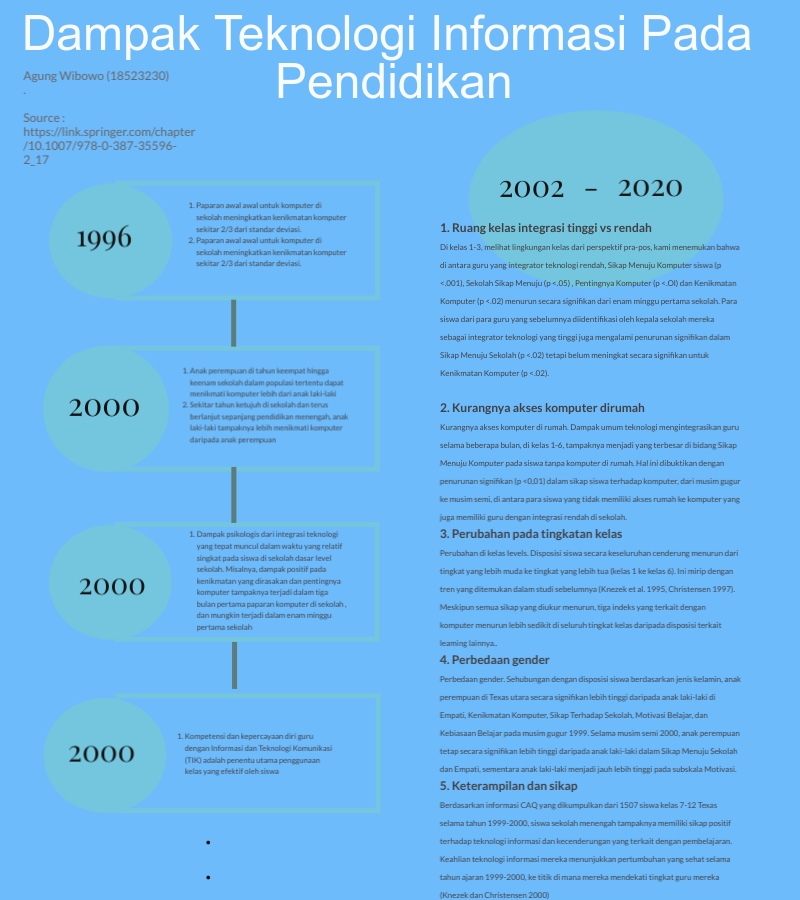 Dampak Teknologi Informasi Pada
Pendidikan
Agung Wibowo (18523230)
.
Source :
https://link.springer.com/chapter
/10.1007/978-0-387-35596-
2_17
1996
1. Paparan awal awal untuk komputer di
sekolah meningkatkan kenikmatan komputer
sekitar 2/3 dari standar deviasi.
2. Paparan awal awal untuk komputer di
sekolah meningkatkan kenikmatan komputer
sekitar 2/3 dari standar deviasi.
2000
1. Anak perempuan di tahun keempat hingga
keenam sekolah dalam populasi tertentu dapat
menikmati komputer lebih dari anak laki-laki
2. Sekitar tahun ketujuh di sekolah dan terus
berlanjut sepanjang pendidikan menengah, anak
laki-laki tampaknya lebih menikmati komputer
daripada anak perempuan
2000
1. Dampak psikologis dari integrasi teknologi
yang tepat muncul dalam waktu yang relatif
singkat pada siswa di sekolah dasar level
sekolah. Misalnya, dampak positif pada
kenikmatan yang dirasakan dan pentingnya
komputer tampaknya terjadi dalam tiga
bulan pertama paparan komputer di sekolah ,
dan mungkin terjadi dalam enam minggu
pertama sekolah
2000
1. Kompetensi dan kepercayaan diri guru
dengan Informasi dan Teknologi Komunikasi
(TIK) adalah penentu utama penggunaan
kelas yang efektif oleh siswa
2002 – 2020
1. Ruang kelas integrasi tinggi vs rendah
Di kelas 1-3, melihat lingkungan kelas dari perspektif pra-pos, kami menemukan bahwa
di antara guru yang integrator teknologi rendah, Sikap Menuju Komputer siswa (p
<.001), Sekolah Sikap Menuju (p <.05) , Pentingnya Komputer (p <.OI) dan Kenikmatan
Komputer (p <.02) menurun secara signifikan dari enam minggu pertama sekolah. Para
siswa dari para guru yang sebelumnya diidentifikasi oleh kepala sekolah mereka
sebagai integrator teknologi yang tinggi juga mengalami penurunan signifikan dalam
Sikap Menuju Sekolah (p <.02) tetapi belum meningkat secara signifikan untuk
Kenikmatan Komputer (p <.02).
2. Kurangnya akses komputer dirumah
Kurangnya akses komputer di rumah. Dampak umum teknologi mengintegrasikan guru
selama beberapa bulan, di kelas 1-6, tampaknya menjadi yang terbesar di bidang Sikap
Menuju Komputer pada siswa tanpa komputer di rumah. Hal ini dibuktikan dengan
penurunan signifikan (p <0,01) dalam sikap siswa terhadap komputer, dari musim gugur
ke musim semi, di antara para siswa yang tidak memiliki akses rumah ke komputer yang
juga memiliki guru dengan integrasi rendah di sekolah.
3. Perubahan pada tingkatan kelas
Perubahan di kelas levels. Disposisi siswa secara keseluruhan cenderung menurun dari
tingkat yang lebih muda ke tingkat yang lebih tua (kelas 1 ke kelas 6). Ini mirip dengan
tren yang ditemukan dalam studi sebelumnya (Knezek et al. 1995, Christensen 1997).
Meskipun semua sikap yang diukur menurun, tiga indeks yang terkait dengan
komputer menurun lebih sedikit di seluruh tingkat kelas daripada disposisi terkait
leaming lainnya..
4. Perbedaan gender
Perbedaan gender. Sehubungan dengan disposisi siswa berdasarkan jenis kelamin, anak
perempuan di Texas utara secara signifikan lebih tinggi daripada anak laki-laki di
Empati, Kenikmatan Komputer, Sikap Terhadap Sekolah, Motivasi Belajar, dan
Kebiasaan Belajar pada musim gugur 1999. Selama musim semi 2000, anak perempuan
tetap secara signifikan lebih tinggi daripada anak laki-laki dalam Sikap Menuju Sekolah
dan Empati, sementara anak laki-laki menjadi jauh lebih tinggi pada subskala Motivasi.
5. Keterampilan dan sikap
Berdasarkan informasi CAQ yang dikumpulkan dari 1507 siswa kelas 7-12 Texas
selama tahun 1999-2000, siswa sekolah menengah tampaknya memiliki sikap positif
terhadap teknologi informasi dan kecenderungan yang terkait dengan pembelajaran.
Keahlian teknologi informasi mereka menunjukkan pertumbuhan yang sehat selama
tahun ajaran 1999-2000, ke titik di mana mereka mendekati tingkat guru mereka
(Knezek dan Christensen 2000)